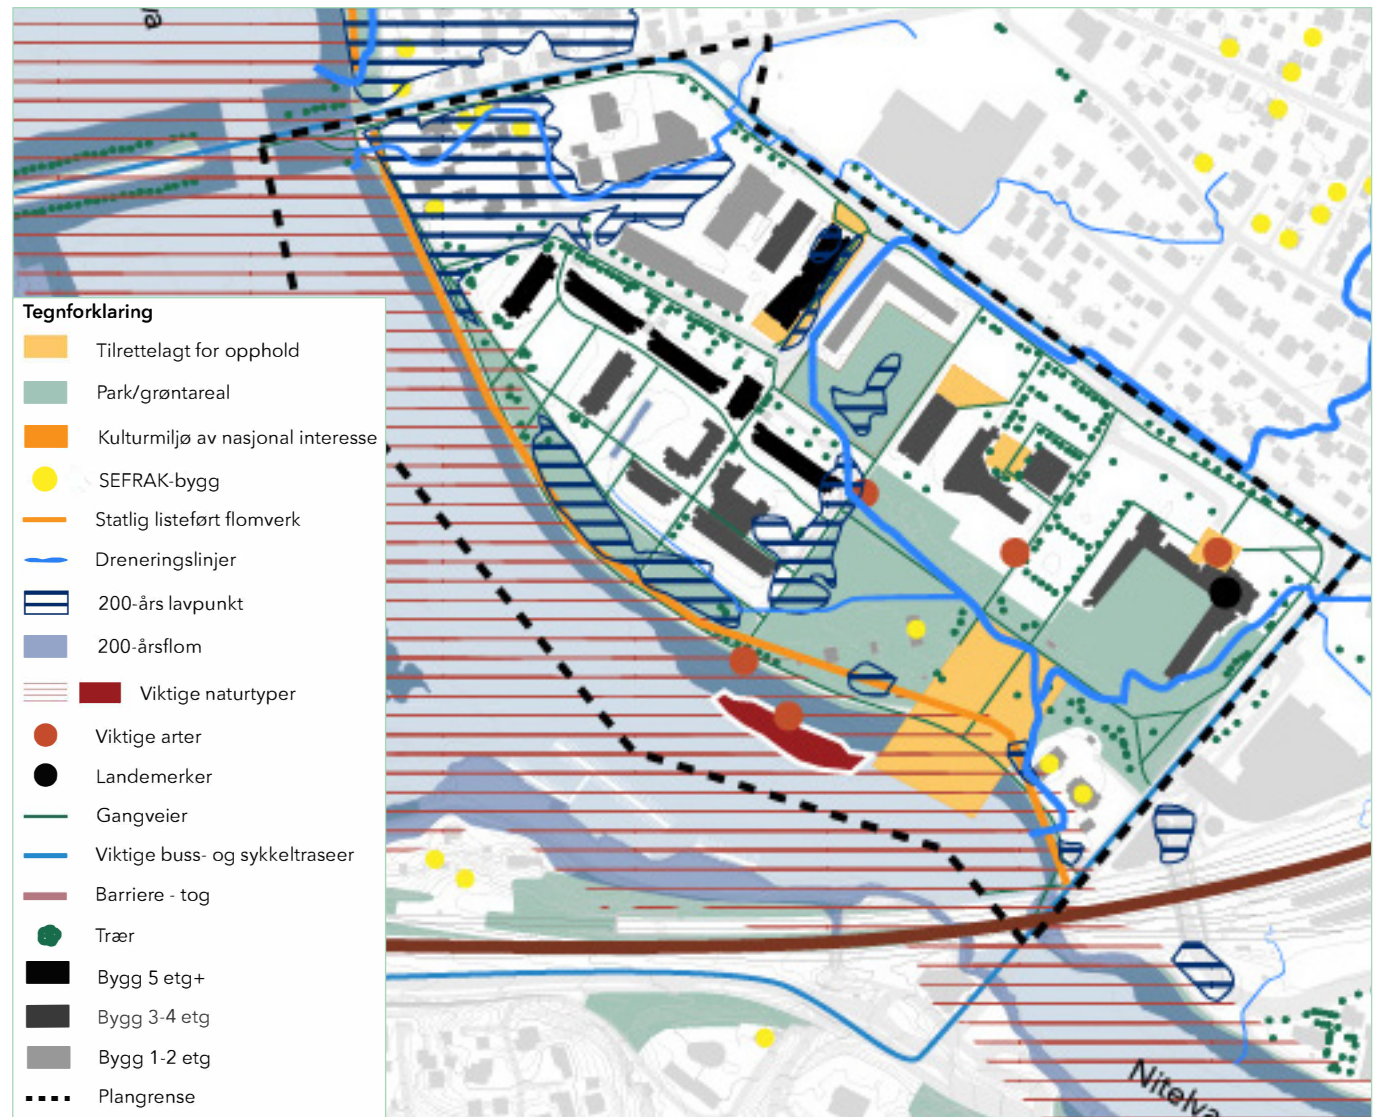 va
Tegnforklaring
Tilrettelagt for opphold
Park/grøntareal
Kulturmiljø av nasjonal interesse
SEFRAK-bygg
Statlig listeført flomverk
Dreneringslinjer
200-års lavpunkt
200-årsflom
Viktige naturtyper
Viktige arter
Landemerker
Gangveier
Viktige buss- og sykkeltraseer
Barriere - tog
Trær
Bygg 5 etg+
Bygg 3-4 etg
Bygg 1-2 etg
Plangrense
Nitelva